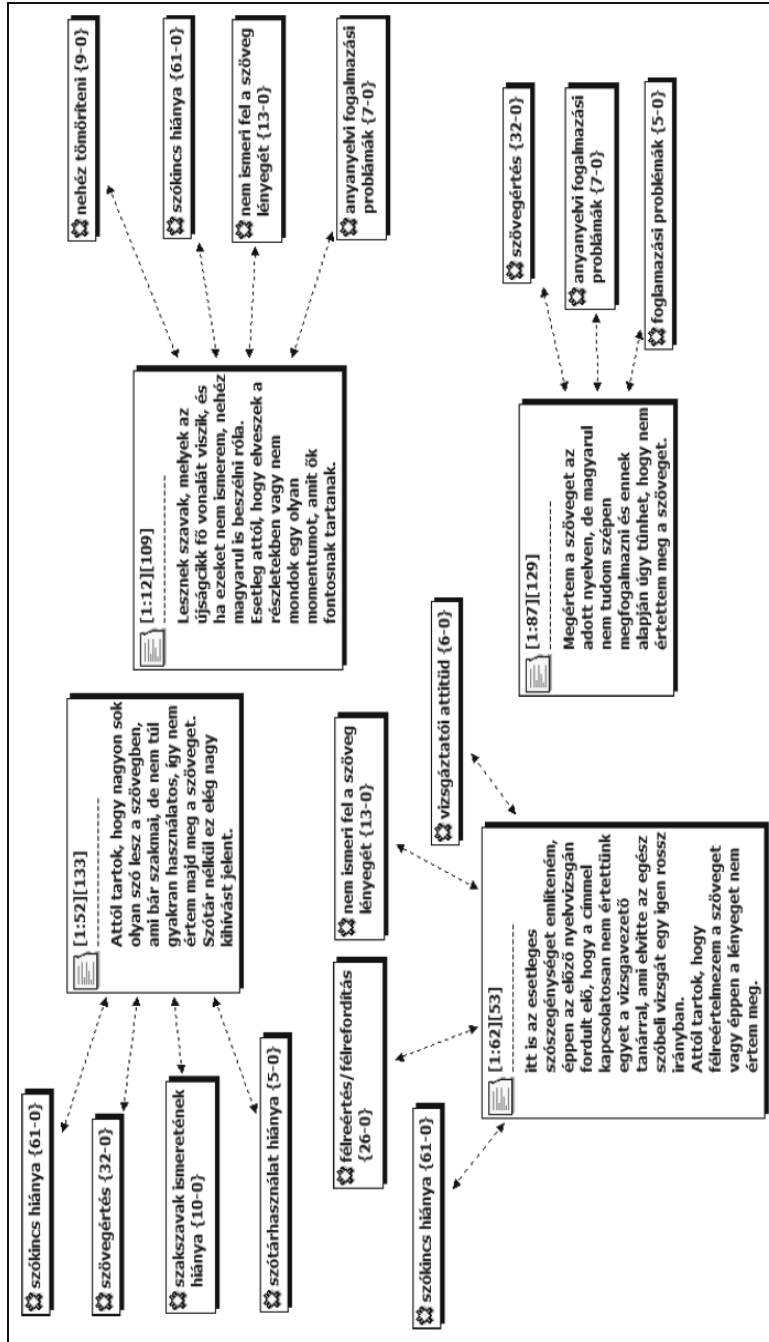 szókincs hiánya {61-0}
szövegértés {32-0}
szakszavak ismeretének
hiánya {10-0}
szótárhasználat hiánya {5-0}
[1:52][133]
Attól tartok, hogy nagyon sok
olyan szó lesz a szövegben,
ami bár szakmai, de nem túl
gyakran használatos, így nem
értem majd meg a szöveget.
Szótár nélkül ez elég nagy
kihívást jelent.
[1:12][109]
Lesznek szavak, melyek az
újságcikk fő vonalát viszik, és
ha ezeket nem ismerem, nehéz
magyarul is beszélni róla.
Esetleg attól, hogy elveszek a
részletekben vagy nem
mondok egy olyan
momentumot, amit ők
fontosnak tartanak.
nehéz tömöríteni {9-0}
szókincs hiánya {61-0}
nem ismeri fel a szöveg
lényegét {13-0}
anyanyelvi fogalmazási
problámák {7-0}
félreértés/félrefordítás
{26-0}
nem ismeri fel a szöveg
lényegét {13-0}
szókincs hiánya {61-0}
vizsgáztatói attitüd {6-0}
[1:62][53]
itt is az esetleges
szószegénységet említeném,
éppen az előző nyelvvizsgán
fordult elő, hogy a címmel
kapcsolatosan nem értettünk
egyet a vizsgavezető
tanárral, ami elvitte az egész
szóbeli vizsgát egy igen rossz
irányban.
Attól tartok, hogy
félreértelmezem a szöveget
vagy éppen a lényeget nem
értem meg.
[1:87][129]
Megértem a szöveget az
adott nyelven, de magyarul
nem tudom szépen
megfogalmazni és ennek
alapján úgy tűnhet, hogy nem
értettem meg a szöveget.
szövegértés {32-0}
anyanyelvi fogalmazási
problámák {7-0}
foglamazási problémák {5-0}